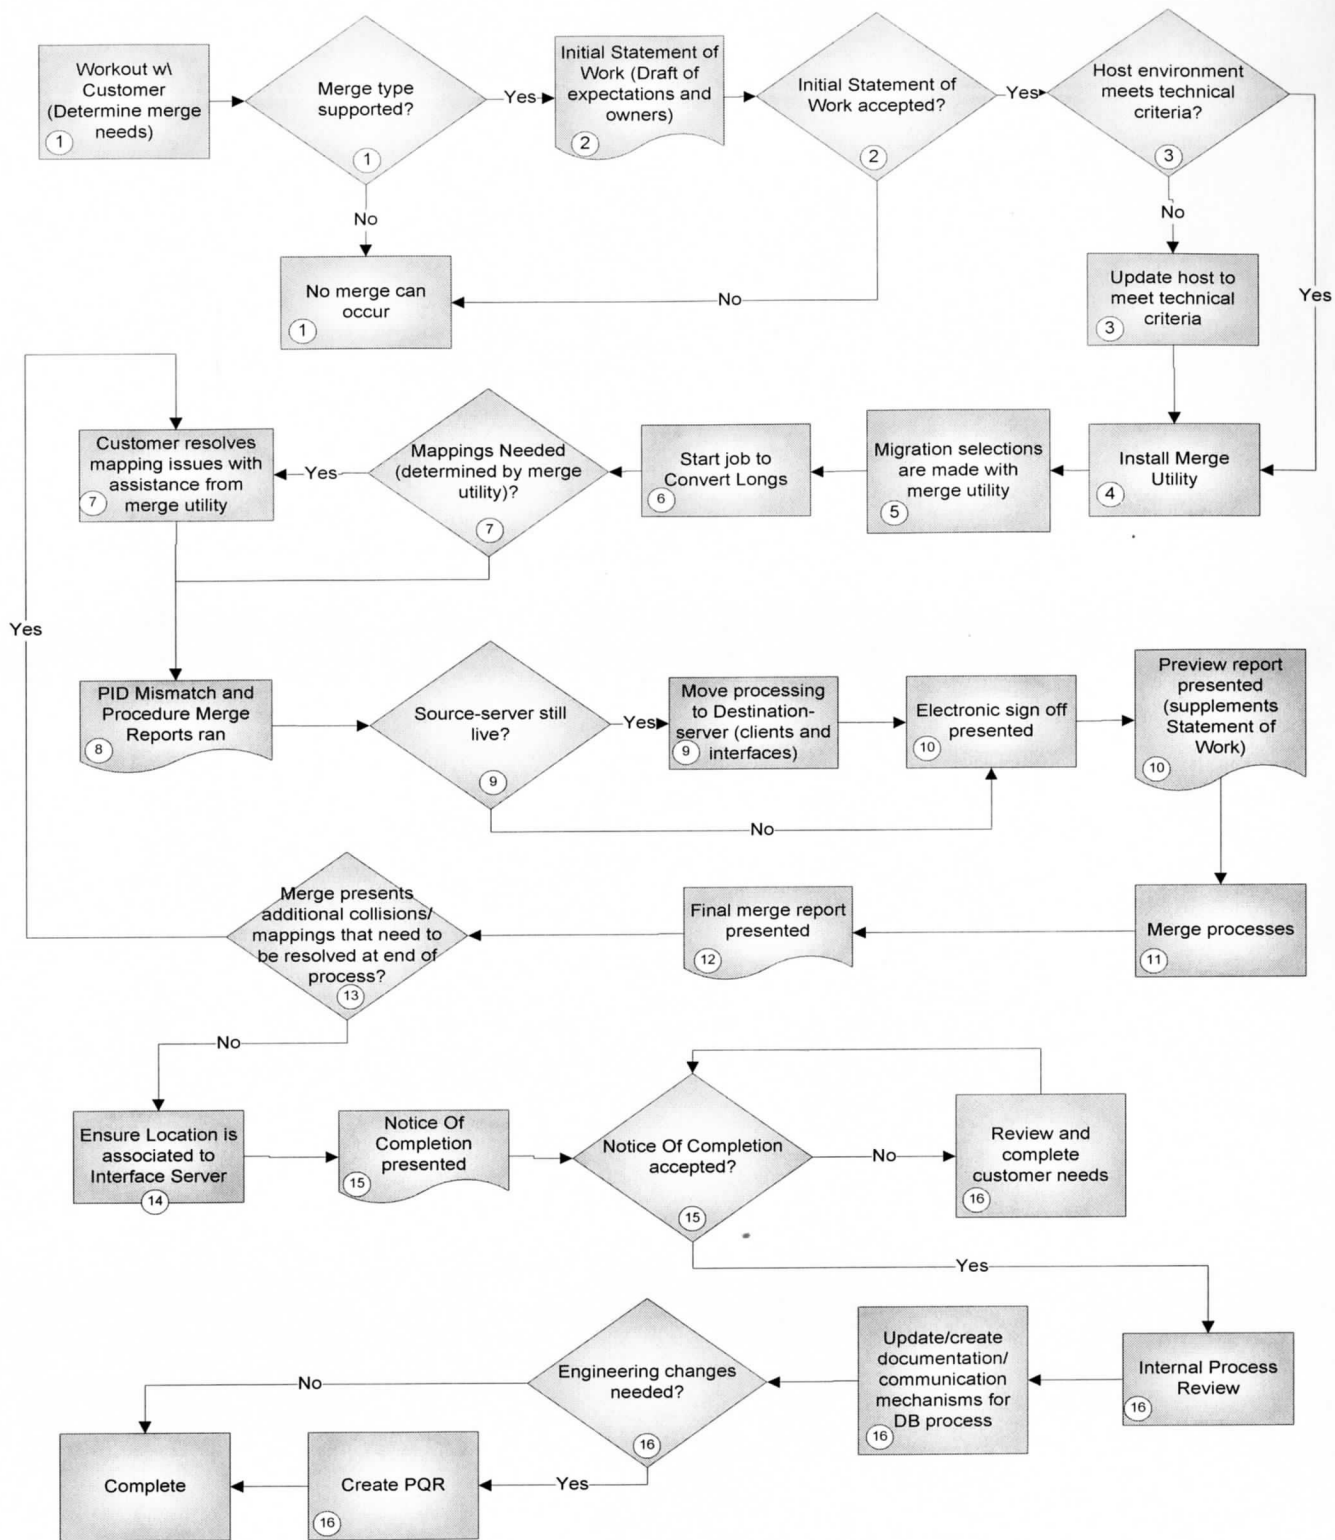 Workout w\
Customer
(Determine merge
needs)
1
Merge type
supported?
1
Yes
Initial Statement of
Work (Draft of
expectations and
owners)
2
Initial Statement of
Work accepted?
2
Yes
Host environment
meets technical
criteria?
3
No
No
Yes
No merge can
occur
1
No
Update host to
meet technical
criteria
3
Customer resolves
mapping issues with
assistance from
merge utility
7
Yes
Mappings Needed
(determined by merge
utility)?
7
Start job to
Convert Longs
6
Migration selections
are made with
merge utility
5
Install Merge
Utility
4
Yes
PID Mismatch and
Procedure Merge
Reports ran
8
Source-server still
live?
9
Yes
Move processing
to Destination-
server (clients and
interfaces)
9
Electronic sign off
presented
10
Preview report
presented
(supplements
Statement of
Work)
10
No
Merge presents
additional collisions/
mappings that need to
be resolved at end of
process?
13
Final merge report
presented
12
Merge processes
11
No
Ensure Location is
associated to
Interface Server
14
Notice Of
Completion
presented
15
Notice Of Completion
accepted?
15
No
Review and
complete
customer needs
16
Yes
Engineering changes
needed?
16
Update/create
documentation/
communication
mechanisms for
DB process
16
Internal Process
Review
16
No
Complete
Create PQR
16
Yes